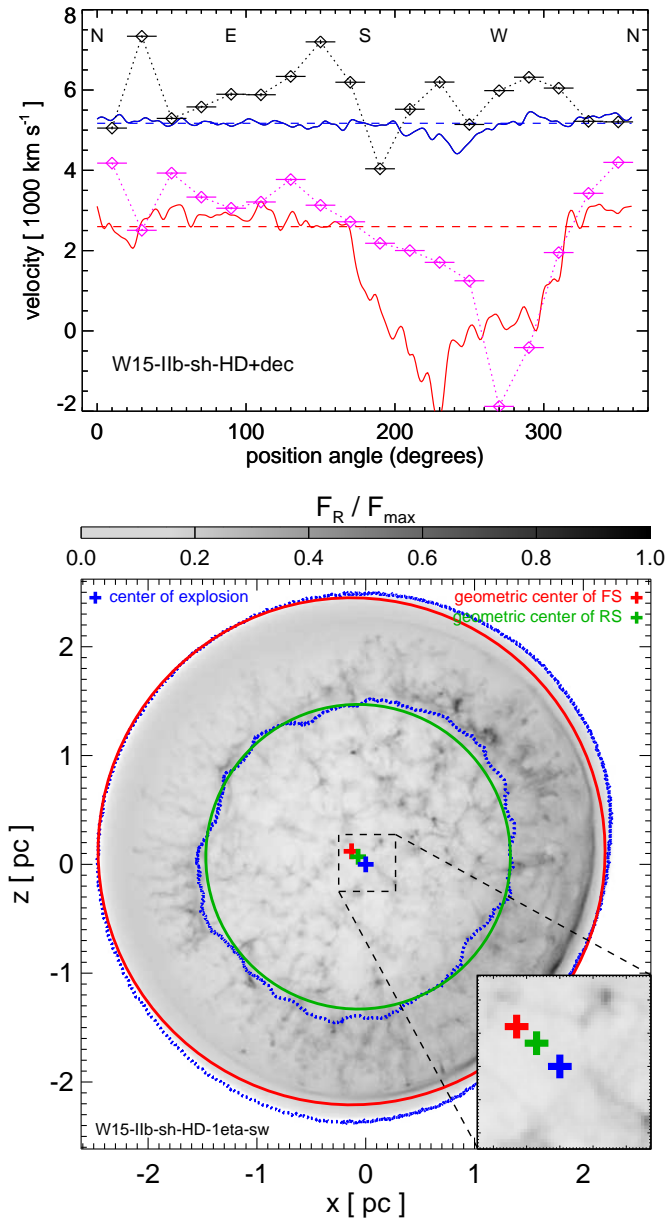 N E S W N
8
6
4
2
0
-2
velocity [ 1000 km s⁻¹ ]
W15-IIb-sh-HD+dec
0 100 200 300
position angle (degrees)
F_R / F_max
0.0 0.2 0.4 0.6 0.8 1.0
center of explosion geometric center of FS
geometric center of RS
2
1
0
-1
-2
z [ pc ]
W15-IIb-sh-HD-1eta-sw
-2 -1 0 1 2
x [ pc ]